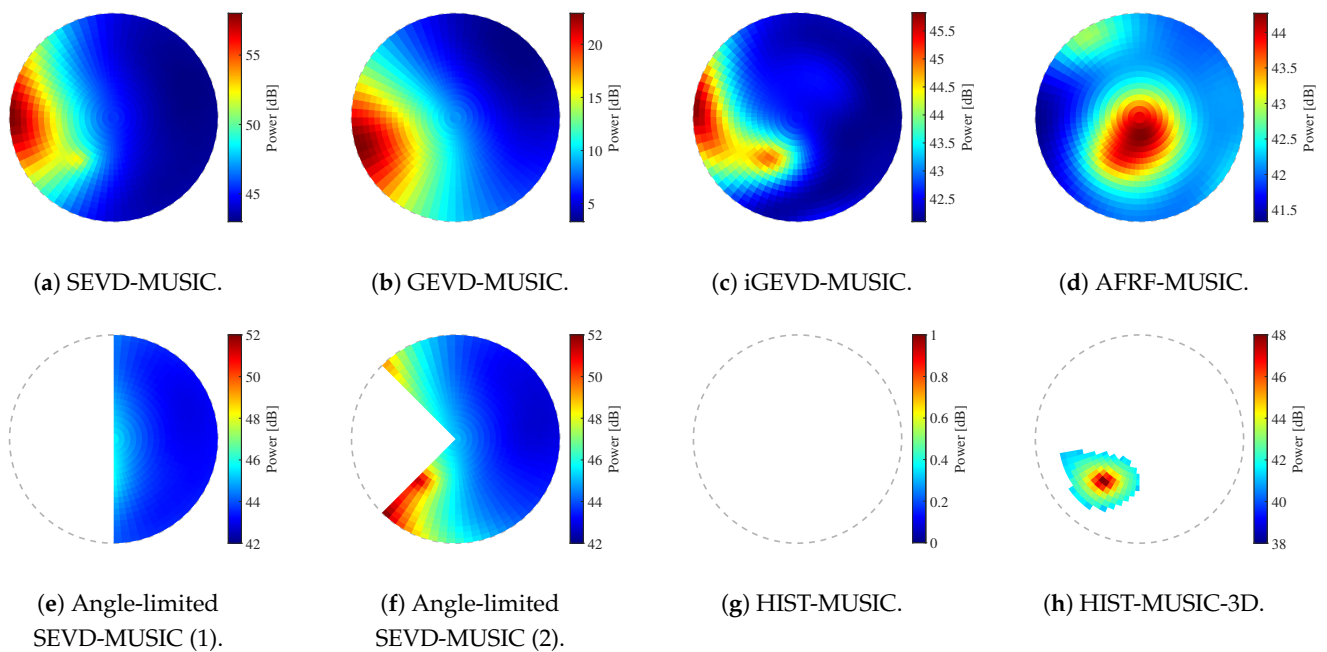 55
50
45
Power [dB]
20
15
10
5
Power [dB]
45.5
45
44.5
44
43.5
43
42.5
Power [dB]
44
43.5
43
42.5
42
41.5
Power [dB]
(a) SEVD-MUSIC.
(b) GEVD-MUSIC.
(c) iGEVD-MUSIC.
(d) AFRF-MUSIC.
52
50
48
46
44
42
Power [dB]
52
50
48
46
44
42
Power [dB]
1
0.8
0.6
0.4
0.2
0
Power [dB]
48
46
44
42
40
38
Power [dB]
(e) Angle-limited
SEVD-MUSIC (1).
(f) Angle-limited
SEVD-MUSIC (2).
(g) HIST-MUSIC.
(h) HIST-MUSIC-3D.